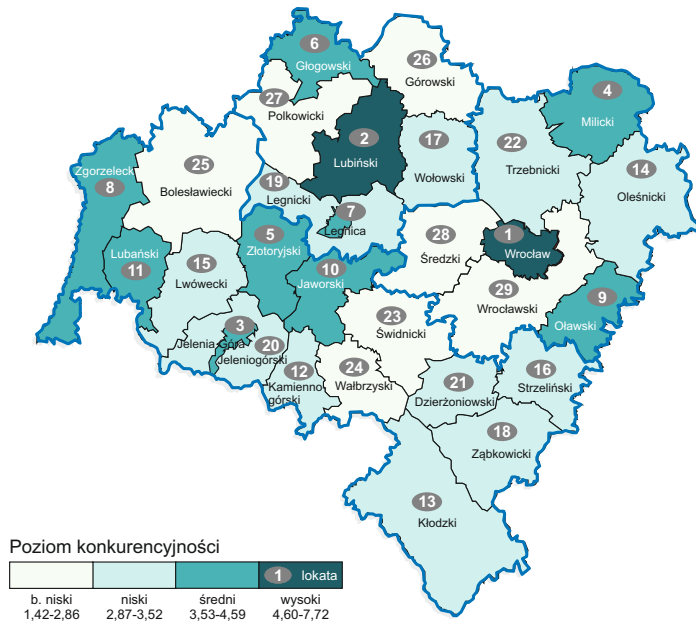 6
Głogowski
26
Górowski
27
Polkowicki
4
Milicki
2
Lubiński
17
Wołowski
22
Trzebnicki
14
Oleśnicki
Zgorzeleck
8
25
Bolesławiecki
19
Legnicki
7
Legnica
5
Złotoryjski
28
Średzki
1
Wrocław
Lubański
11
15
Lwówecki
10
Jaworski
29
Wrocławski
9
Oławski
3
Jelenia Góra
20
Jeleniogórski
23
Świdnicki
12
Kamienno
górski
24
Wałbrzyski
21
Dzierżoniowski
16
Strzeliński
18
Ząbkowicki
13
Kłodzki
Poziom konkurencyjności
1 lokata
b. niski niski średni wysoki
1,42-2,86 2,87-3,52 3,53-4,59 4,60-7,72